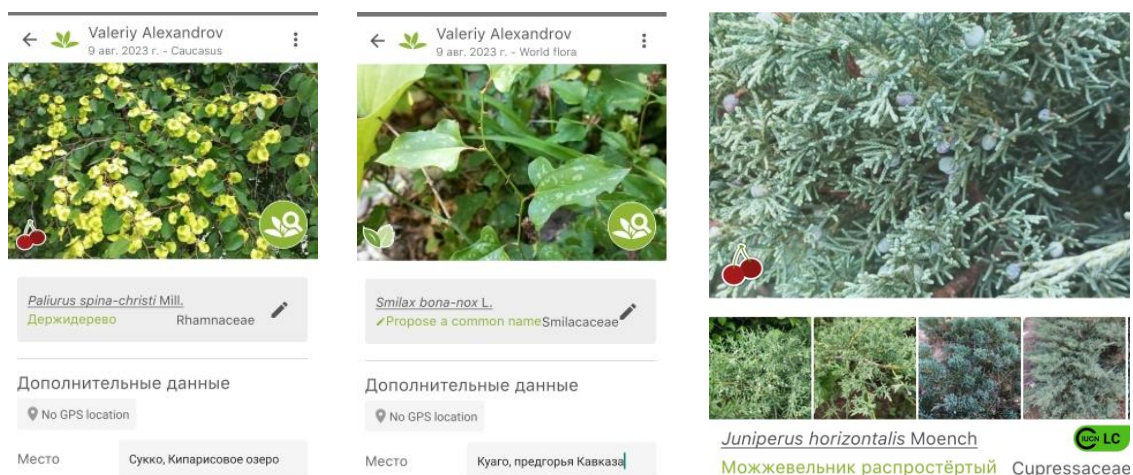 Valeriy Alexandrov
9 авг. 2023 г. - Caucasus
Paliurus spina-christi Mill.
Держидерево Rhamnaceae
Дополнительные данные
No GPS location
Место Сукко, Кипарисовое озеро
Valeriy Alexandrov
9 авг. 2023 г. - World flora
Smilax bona-nox L.
Propose a common name Smilacaceae
Дополнительные данные
No GPS location
Место Куаго, предгорья Кавказа
Juniperus horizontalis Moench
IUCN LC
Можжевельник распростёртый Cupressaceae